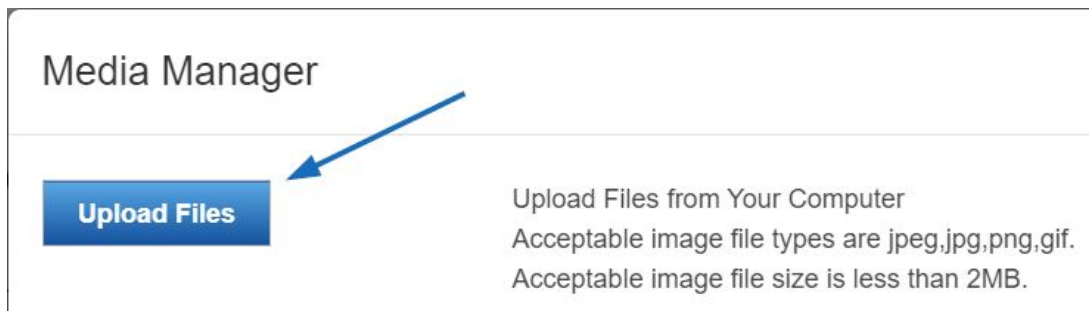 Media Manager
Upload Files
Upload Files from Your Computer
Acceptable image file types are jpeg,jpg,png,gif.
Acceptable image file size is less than 2MB.